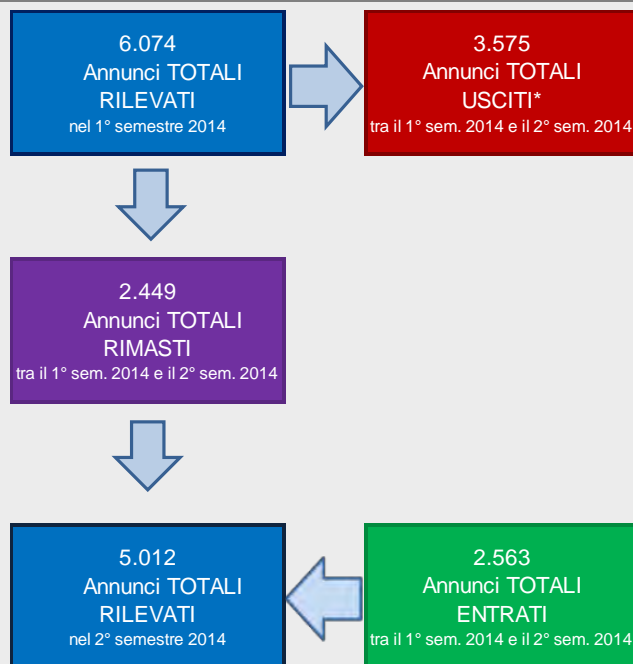 6.074
Annunci TOTALI
RILEVATI
nel 1° semestre 2014
3.575
Annunci TOTALI
USCITI*
tra il 1° sem. 2014 e il 2° sem. 2014
2.449
Annunci TOTALI
RIMASTI
tra il 1° sem. 2014 e il 2° sem. 2014
5.012
Annunci TOTALI
RILEVATI
nel 2° semestre 2014
2.563
Annunci TOTALI
ENTRATI
tra il 1° sem. 2014 e il 2° sem. 2014